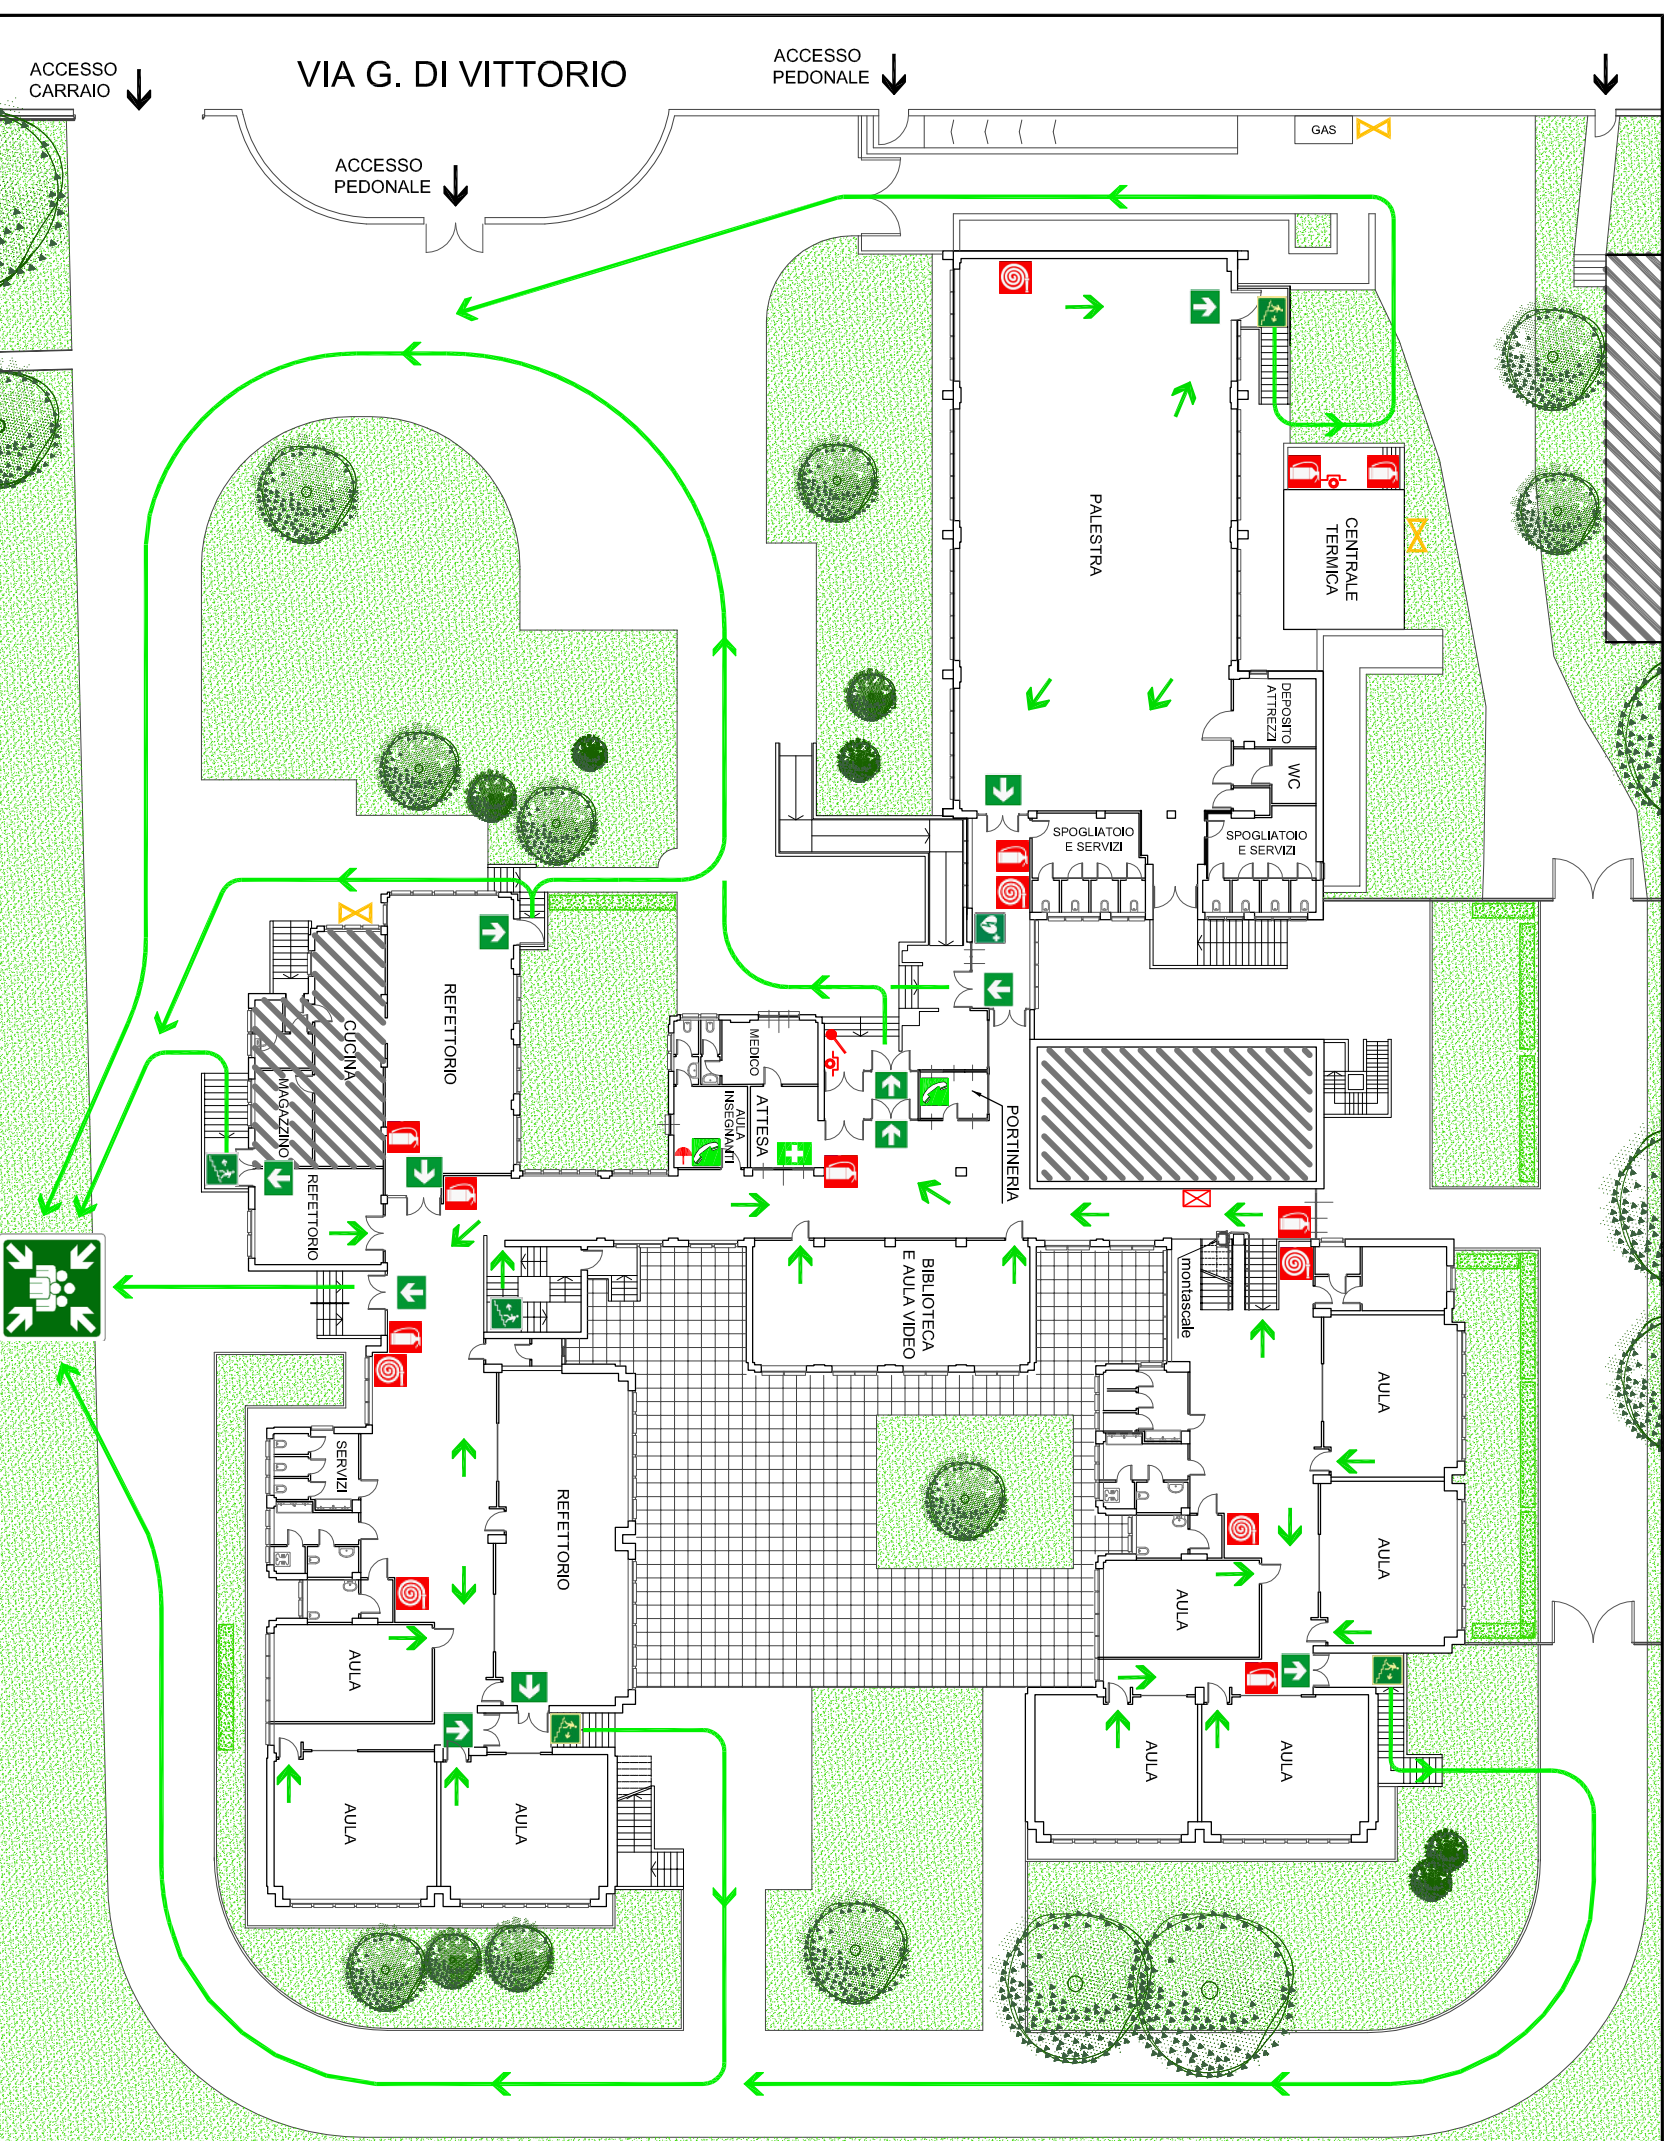 ACCESSO
CARRAIO
VIA G. DI VITTORIO
ACCESSO
PEDONALE
ACCESSO
PEDONALE
GAS
PALESTRA
CENTRALE
TERMICA
DEPOSITO
ATTREZZI
WC
SPOGLIATOIO
E SERVIZI
SPOGLIATOIO
E SERVIZI
REFETTORIO
CUCINA
MAGAZZINO
REFETTORIO
MEDICO
ATTESA
AULA
INSEGNANTI
PORTINERIA
BIBLIOTECA
E AULA VIDEO
montascale
AULA
AULA
AULA
AULA
AULA
SERVIZI
REFETTORIO
AULA
AULA
AULA